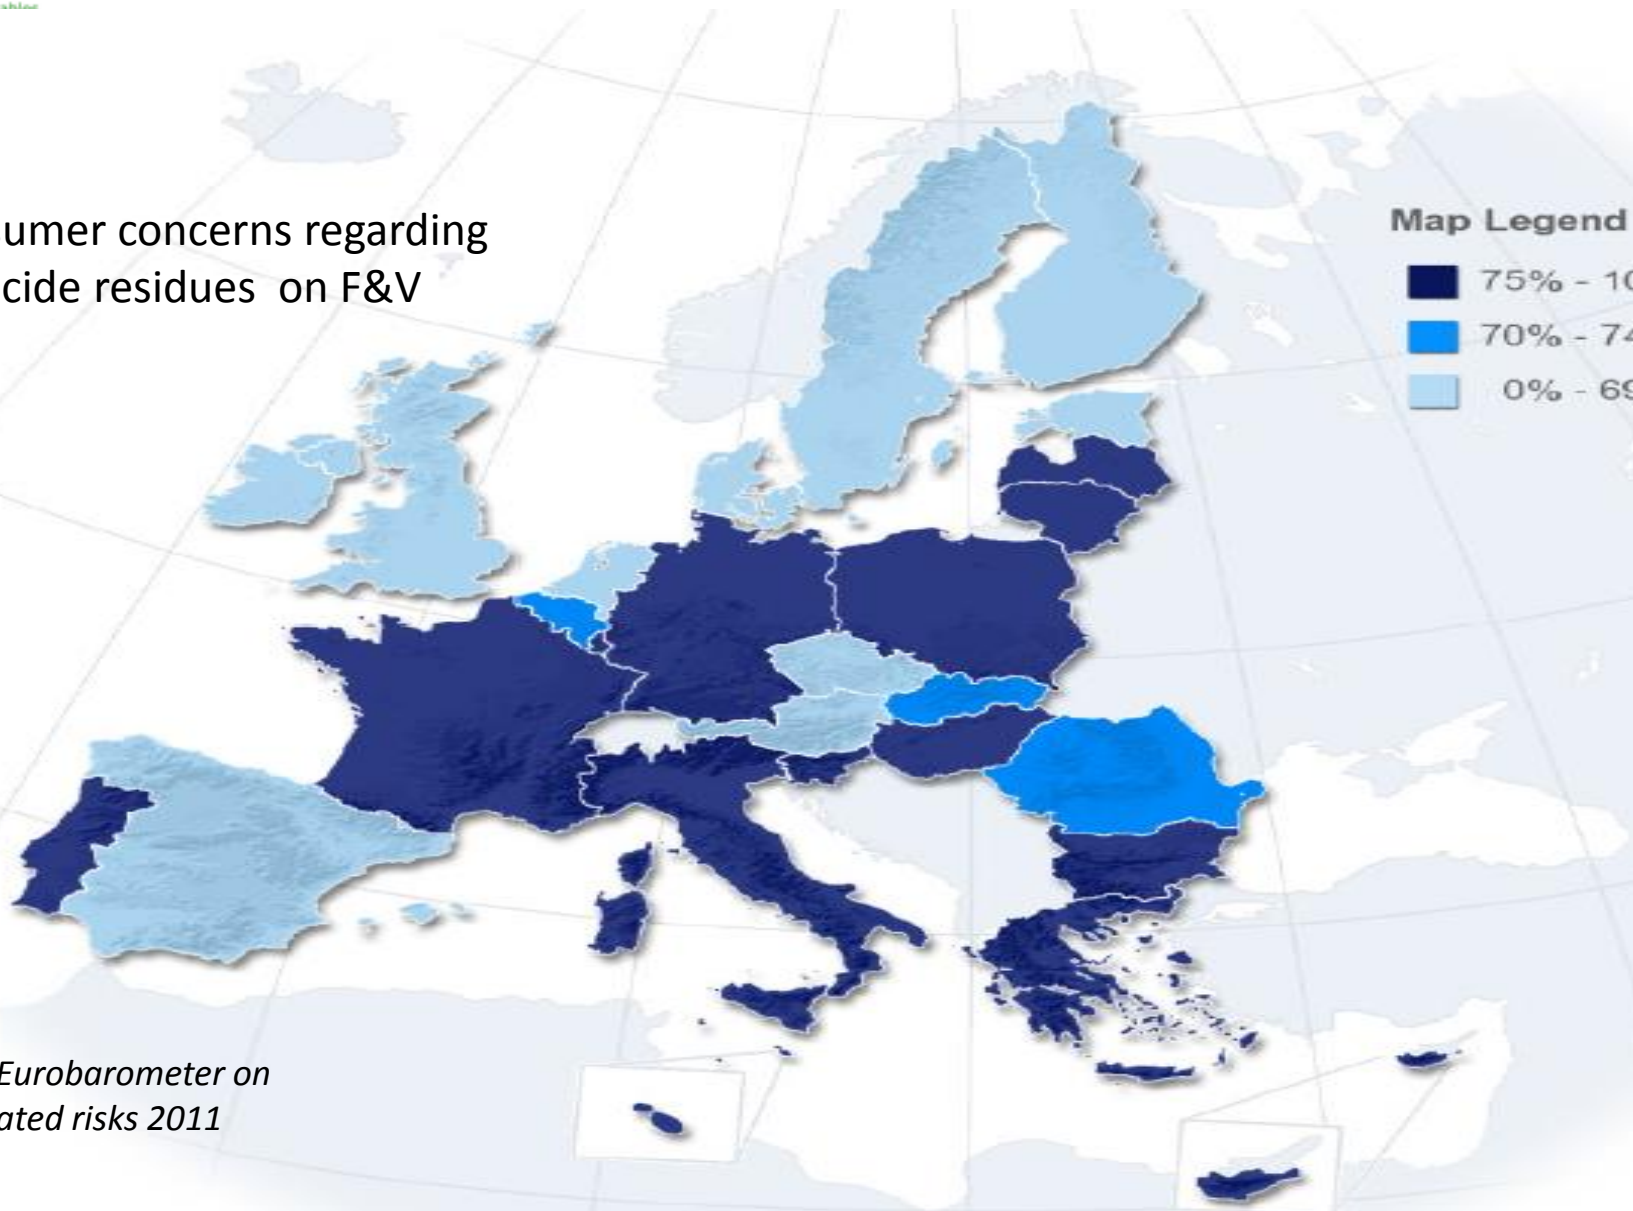 ables
umer concerns regarding
cide residues on F&V
Map Legend
75% - 10
70% - 74
0% - 69
Eurobarometer on
ated risks 2011